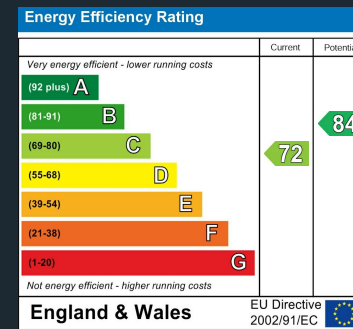 Energy Efficiency Rating
Current
Very energy efficient - lower running costs
(92 plus) A
(81-91) B
84
(69-80) C
72
(55-68) D
(39-54) E
(21-38) F
(1-20) G
Not energy efficient - higher running costs
England & Wales
EU Directive
2002/91/EC